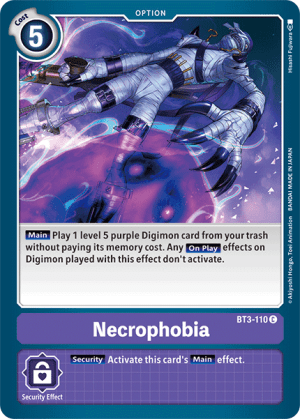 OPTION
Cost
5
Main Play 1 level 5 purple Digimon card from your trash
without paying its memory cost. Any On Play effects on
Digimon played with this effect don't activate.
Hisashi Fujiwara
©Akiyoshi Hongo, Toei Animation BANDAI MADE IN JAPAN
BT3-110 C
Necrophobia
Security Activate this card's Main effect.
Security Effect